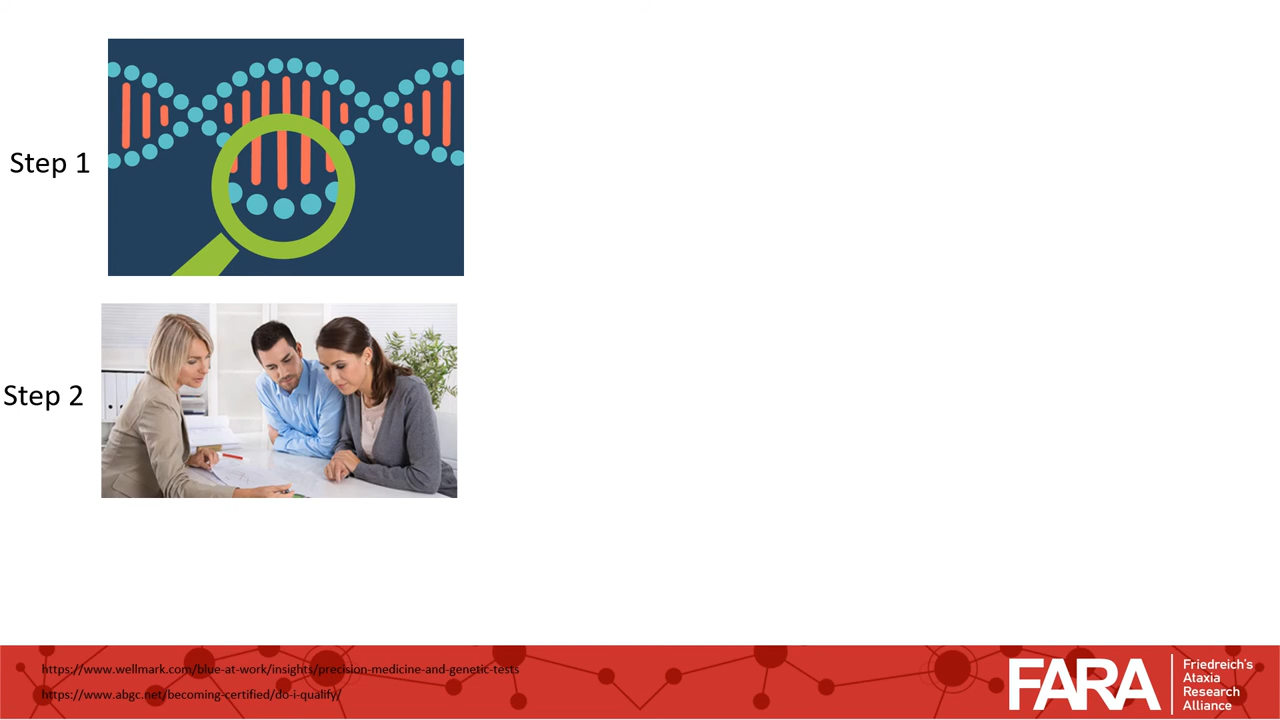 Step 1
Step 2
https://www.wellmark.com/blue-at-work/insights/precision-medicine-and-genetic-tests
https://www.abgc.net/becoming-certified/do-i-qualify/
FARA
Friedreich's
Ataxia
Research
Alliance